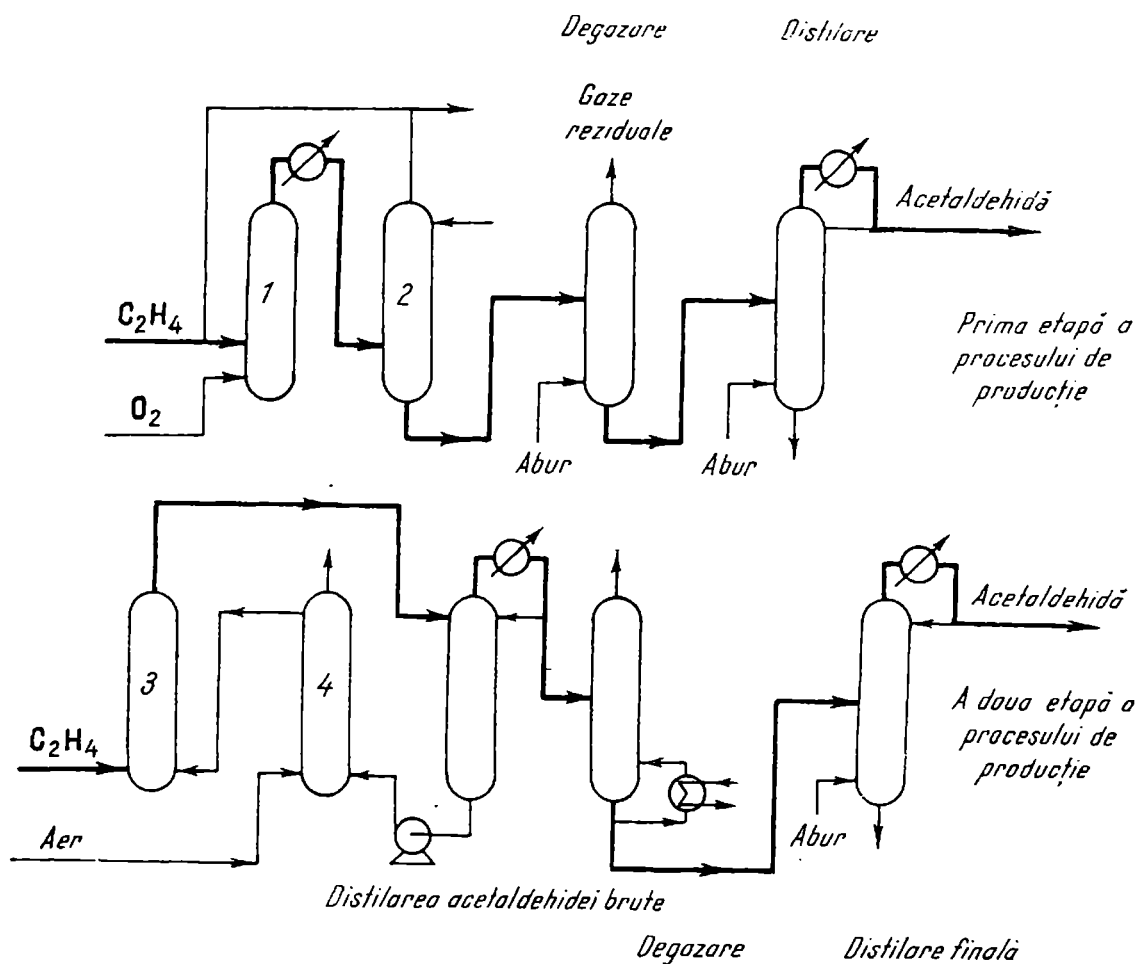 Degazare
Distilare
Gaze
reziduale
Acetaldehidă
1
2
C₂H₄
Prima etapă a
procesului de
producție
O₂
Abur
Abur
Acetaldehidă
3
4
A doua etapă a
procesului de
producție
C₂H₄
Abur
Aer
Distilarea acetaldehidei brute
Degazare
Distilare finală